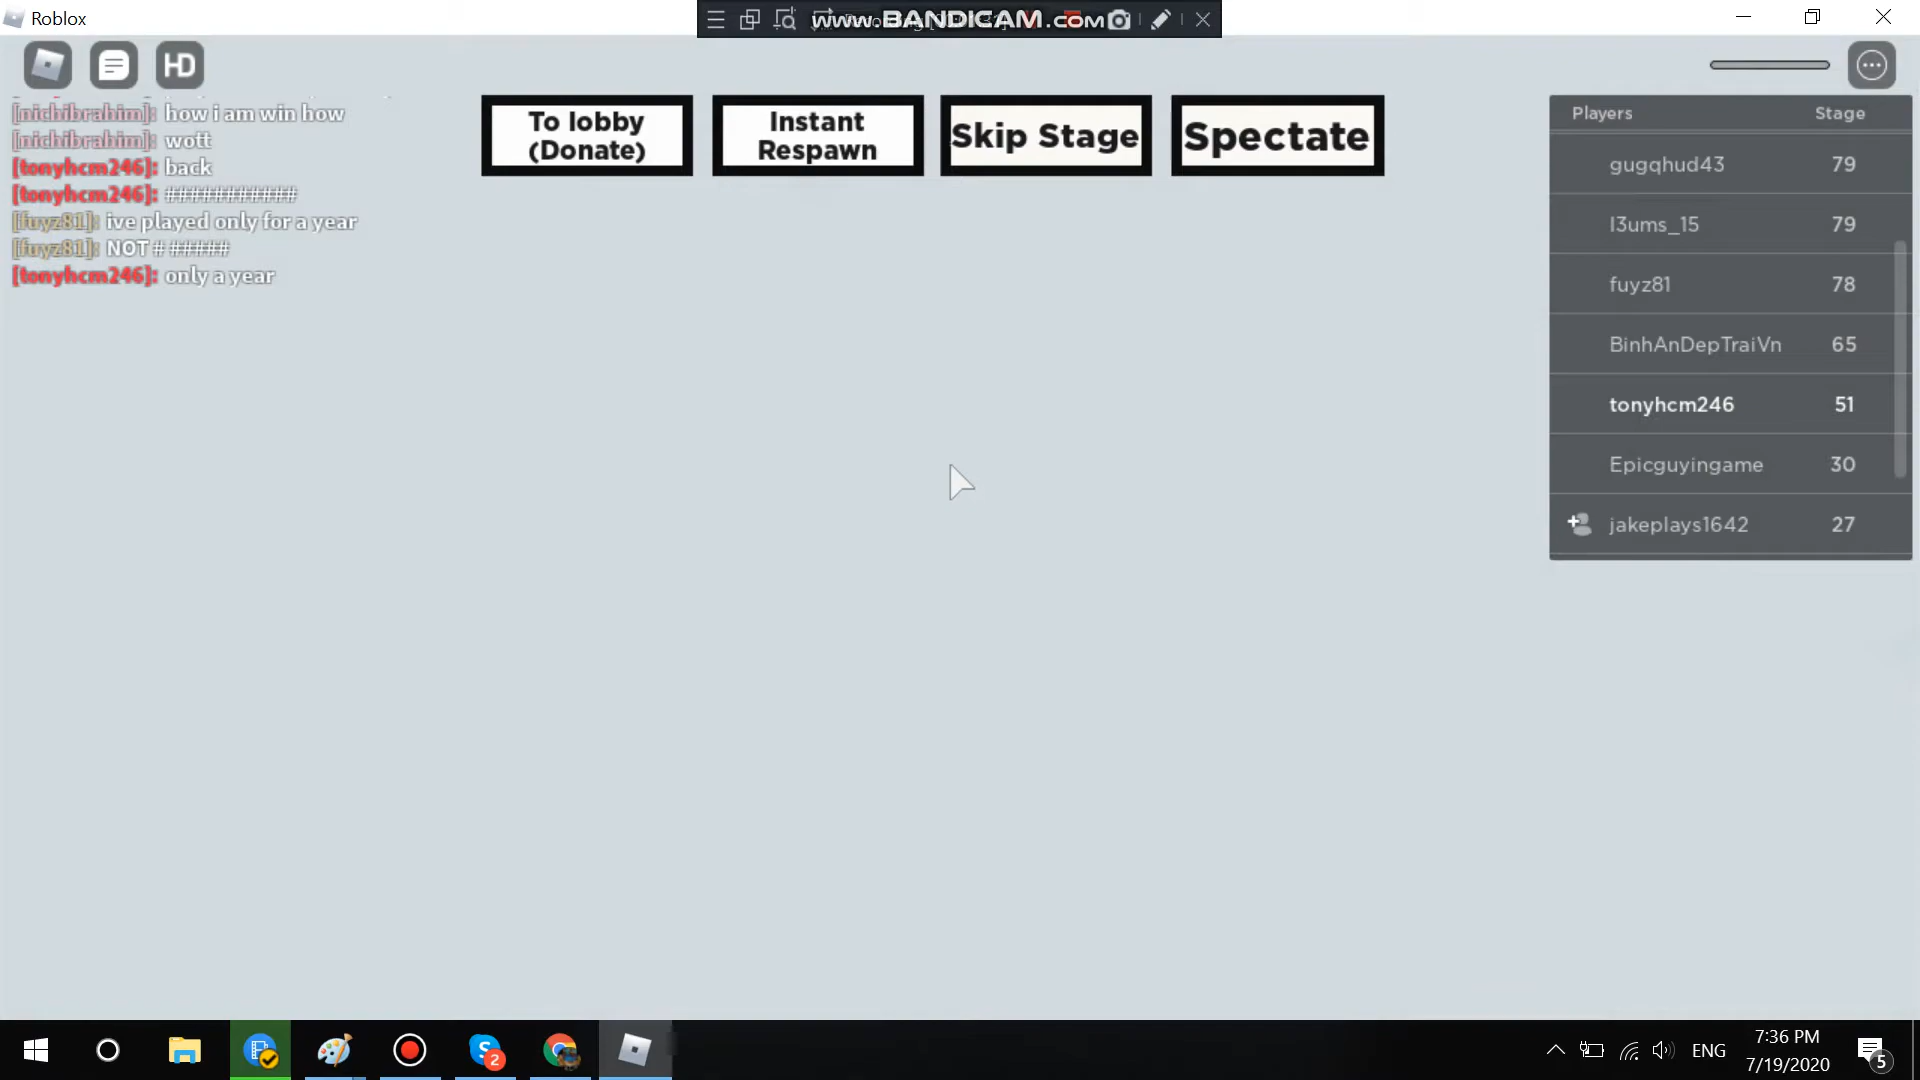 Roblox
www.BANDICAM.com
HD
[nichibrahim]: how i am win how
[nichibrahim]: wott
[tonyhcm246]: back
[tonyhcm246]: ###########
[fuyz81]: ive played only for a year
[fuyz81]: NOT # #####
[tonyhcm246]: only a year
To lobby
(Donate)
Instant
Respawn
Skip Stage
Spectate
Players Stage
gugqhud43 79
l3ums_15 79
fuyz81 78
BinhAnDepTraiVn 65
tonyhcm246 51
Epicguyingame 30
jakeplays1642 27
2
ENG
7:36 PM
7/19/2020
5